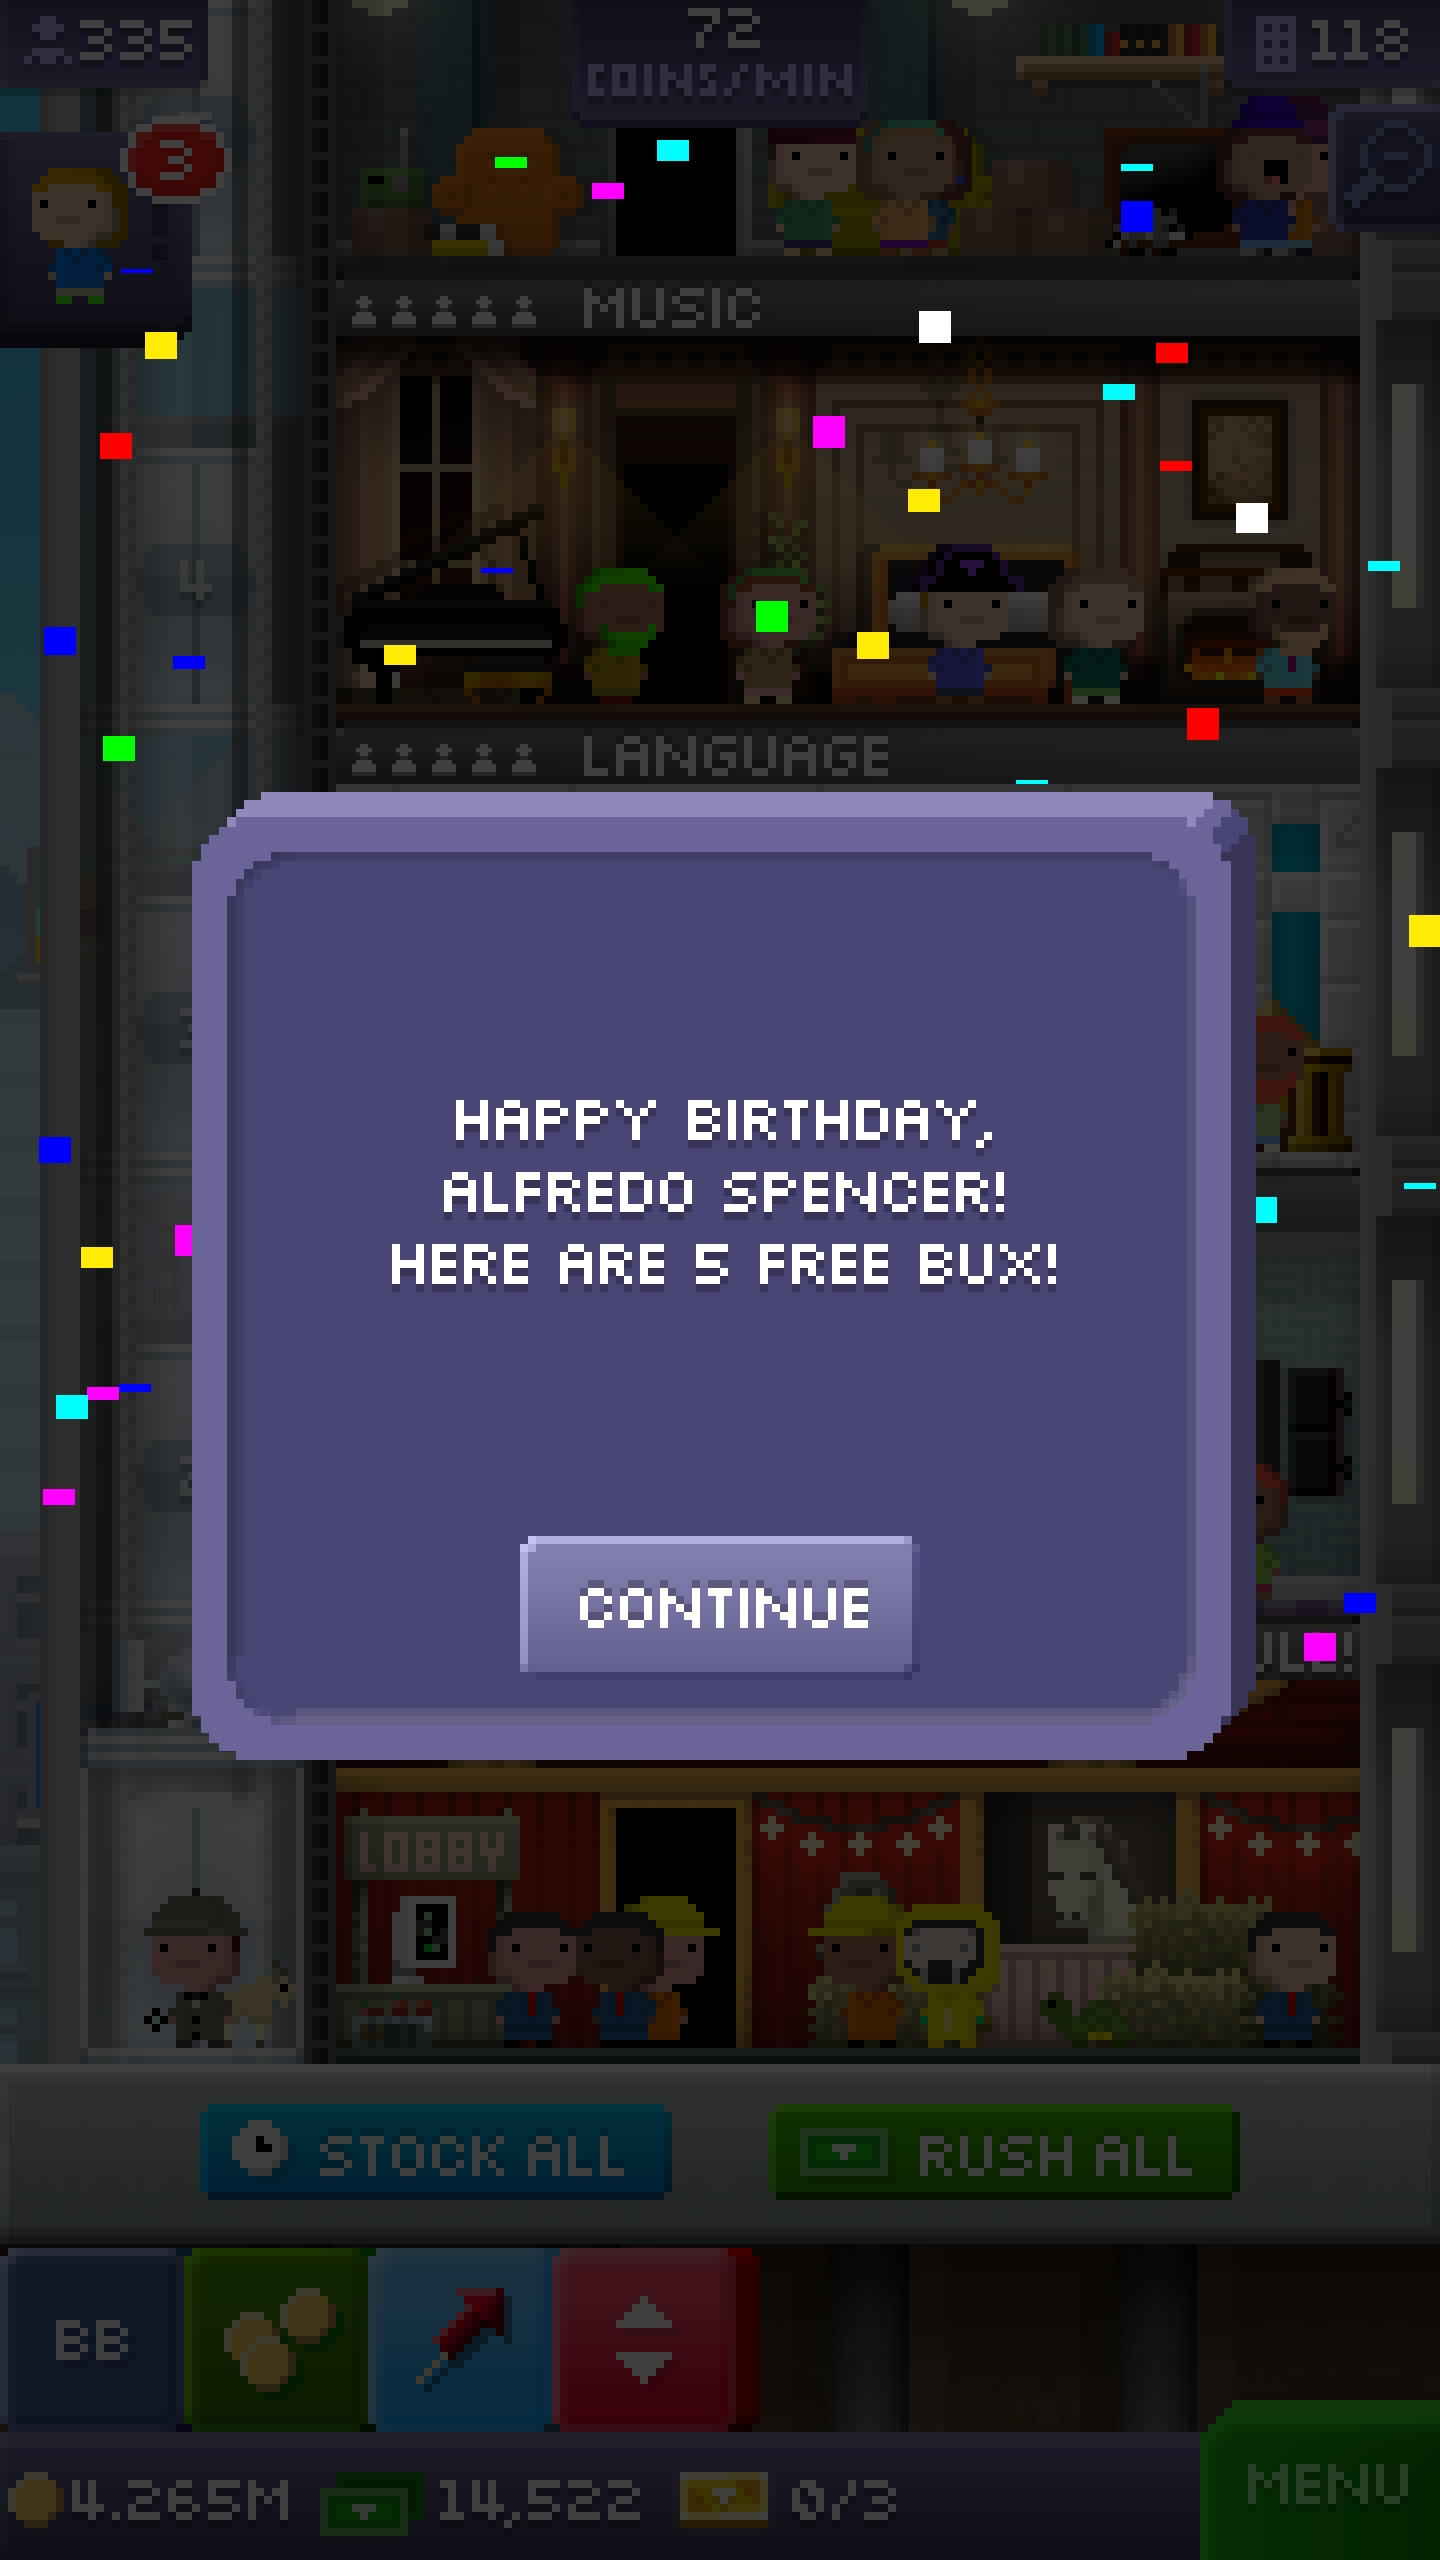 335
72
COINS/MIN
118
3
MUSIC
4
LANGUAGE
HAPPY BIRTHDAY,
ALFREDO SPENCER!
HERE ARE 5 FREE BUX!
CONTINUE
LOBBY
STOCK ALL
RUSH ALL
BB
4.265M
14,522
0/3
MENU